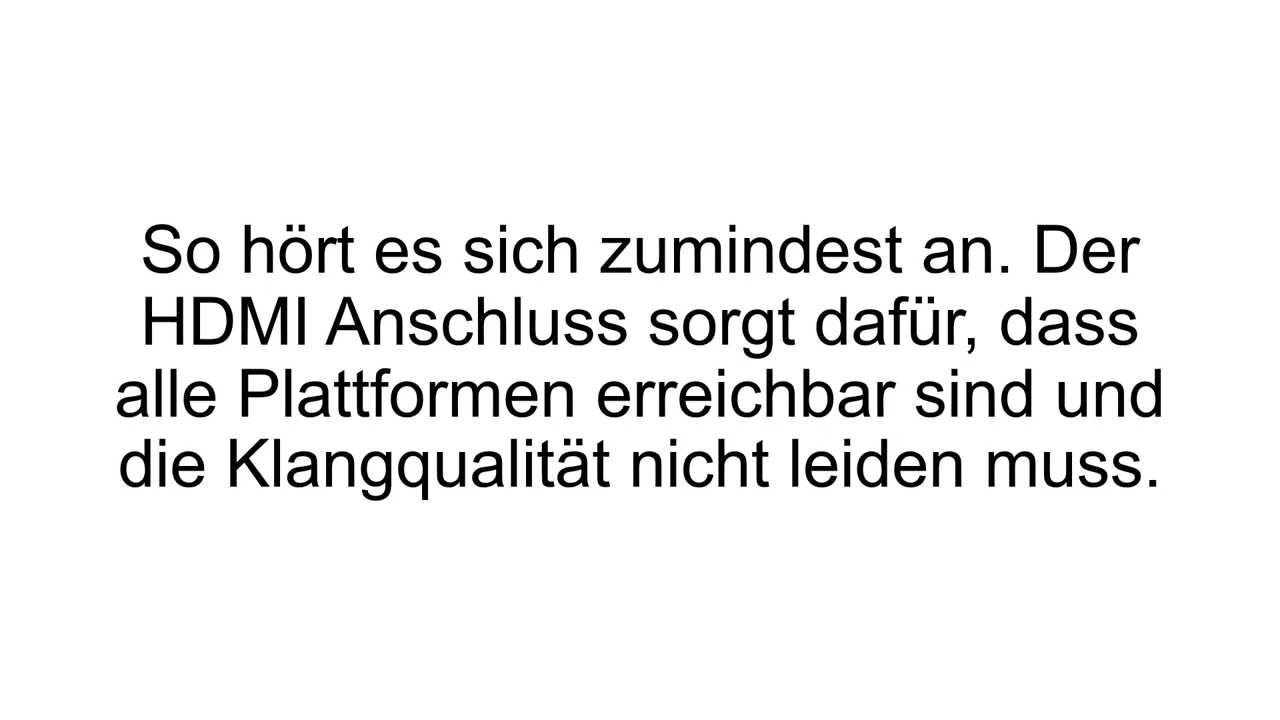 So hört es sich zumindest an. Der
HDMI Anschluss sorgt dafür, dass
alle Plattformen erreichbar sind und
die Klangqualität nicht leiden muss.